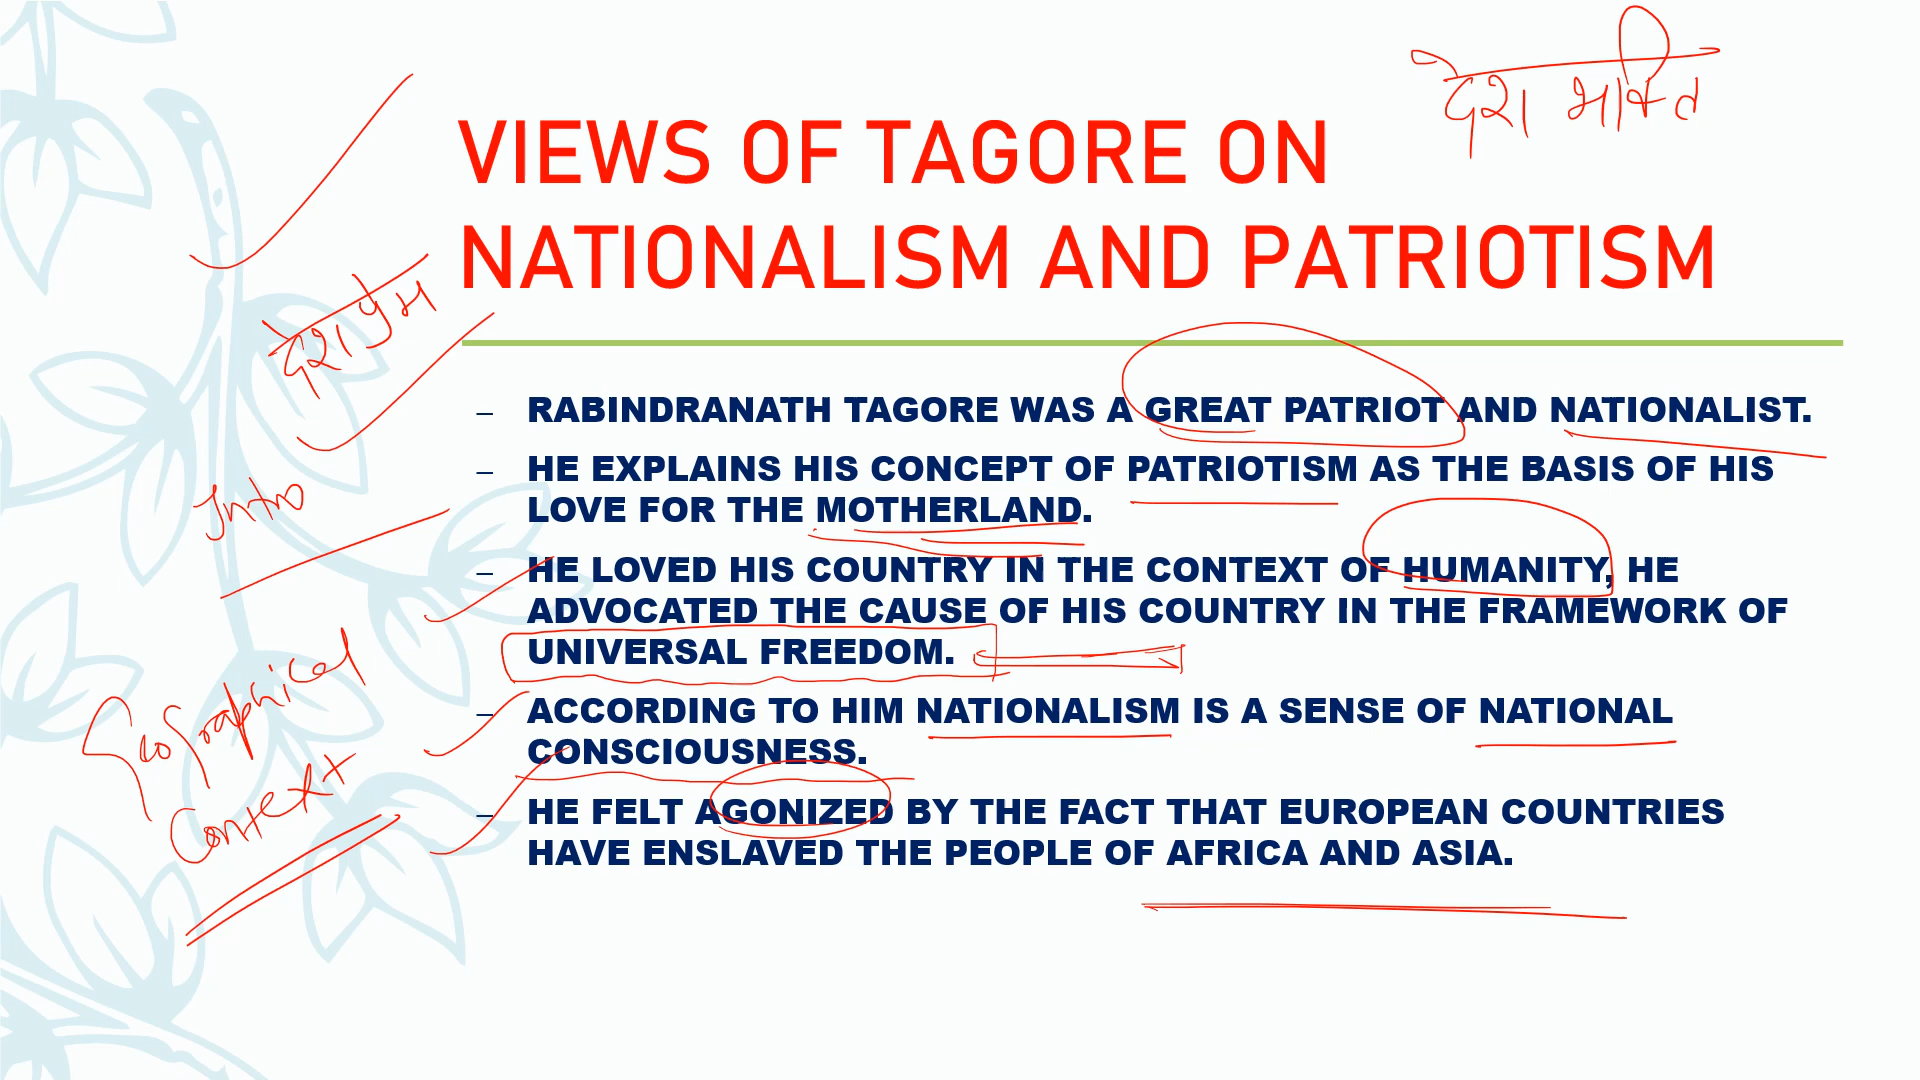 देश भक्ति
VIEWS OF TAGORE ON
NATIONALISM AND PATRIOTISM
देश प्रेम
– RABINDRANATH TAGORE WAS A GREAT PATRIOT AND NATIONALIST.
– HE EXPLAINS HIS CONCEPT OF PATRIOTISM AS THE BASIS OF HIS
LOVE FOR THE MOTHERLAND.
Intro
– HE LOVED HIS COUNTRY IN THE CONTEXT OF HUMANITY, HE
ADVOCATED THE CAUSE OF HIS COUNTRY IN THE FRAMEWORK OF
UNIVERSAL FREEDOM.
– ACCORDING TO HIM NATIONALISM IS A SENSE OF NATIONAL
CONSCIOUSNESS.
Geographical
Context
– HE FELT AGONIZED BY THE FACT THAT EUROPEAN COUNTRIES
HAVE ENSLAVED THE PEOPLE OF AFRICA AND ASIA.